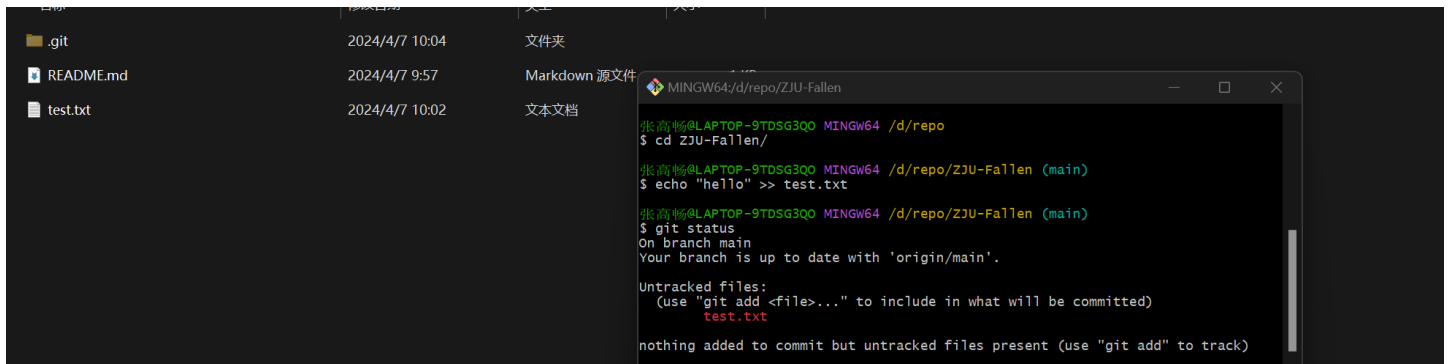 .git 2024/4/7 10:04 文件夹
README.md 2024/4/7 9:57 Markdown 源文件
test.txt 2024/4/7 10:02 文本文档
MINGW64:/d/repo/ZJU-Fallen
张高畅@LAPTOP-9TDSG3QO MINGW64 /d/repo
$ cd ZJU-Fallen/
张高畅@LAPTOP-9TDSG3QO MINGW64 /d/repo/ZJU-Fallen (main)
$ echo "hello" >> test.txt
张高畅@LAPTOP-9TDSG3QO MINGW64 /d/repo/ZJU-Fallen (main)
$ git status
On branch main
Your branch is up to date with 'origin/main'.
Untracked files:
(use "git add <file>..." to include in what will be committed)
test.txt
nothing added to commit but untracked files present (use "git add" to track)